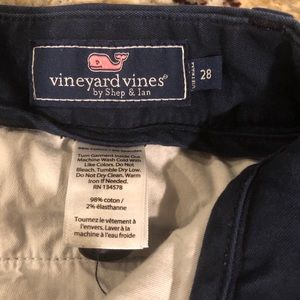 vineyard vines®
by Shep & Ian
VIETNAM
28
Turn Garment Inside Out.
Machine Wash Cold With
Like Colors. Do Not
Bleach. Tumble Dry Low.
Do Not Dry Clean. Warm
Iron If Needed.
RN 134578
98% coton /
2% élasthanne
Tournez le vêtement à
l'envers. Laver à la
machine à l'eau froide